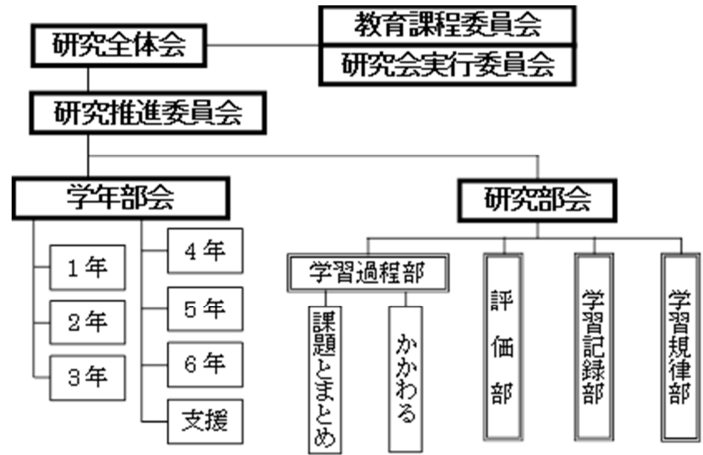 研究全体会
教育課程委員会
研究会実行委員会
研究推進委員会
学年部会
1年
2年
3年
4年
5年
6年
支援
研究部会
学習過程部
課題とまとめ
かかわる
評価部
学習記録部
学習規律部